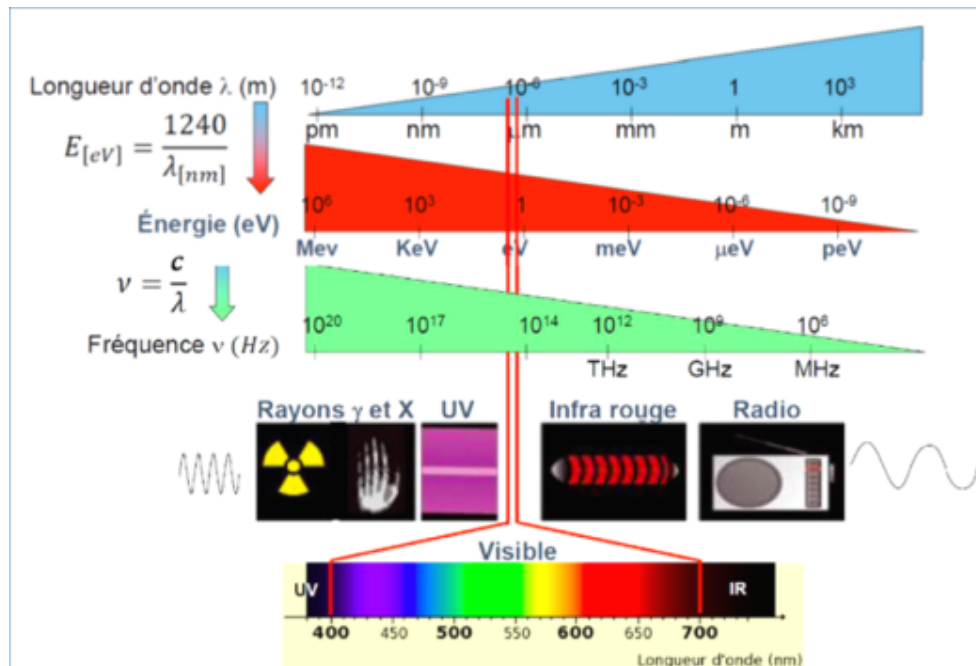 Longueur d'onde λ (m)
10⁻¹² 10⁻⁹ 10⁻⁶ 10⁻³ 1 10³
pm nm μm mm m km
E[eV] = 1240 / λ[nm]
Énergie (eV)
10⁶ 10³ 1 10⁻³ 10⁻⁶ 10⁻⁹
Mev KeV eV meV μeV peV
ν = c / λ
Fréquence ν (Hz)
10²⁰ 10¹⁷ 10¹⁴ 10¹² 10⁹ 10⁶
THz GHz MHz
Rayons γ et X UV Infra rouge Radio
Visible
UV IR
400 450 500 550 600 650 700
Longueur d'onde (nm)